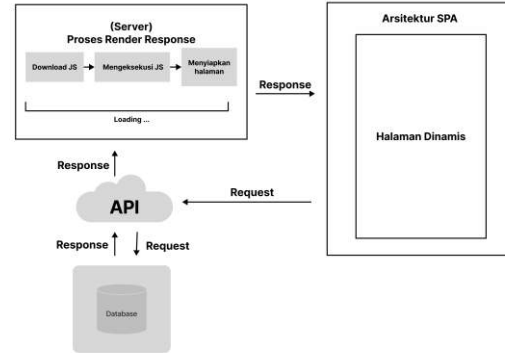 (Server)
Proses Render Response
Download JS
Mengeksekusi JS
Menyiapkan
halaman
Loading ...
Response
Arsitektur SPA
Halaman Dinamis
Response
Request
API
Response
Request
Database